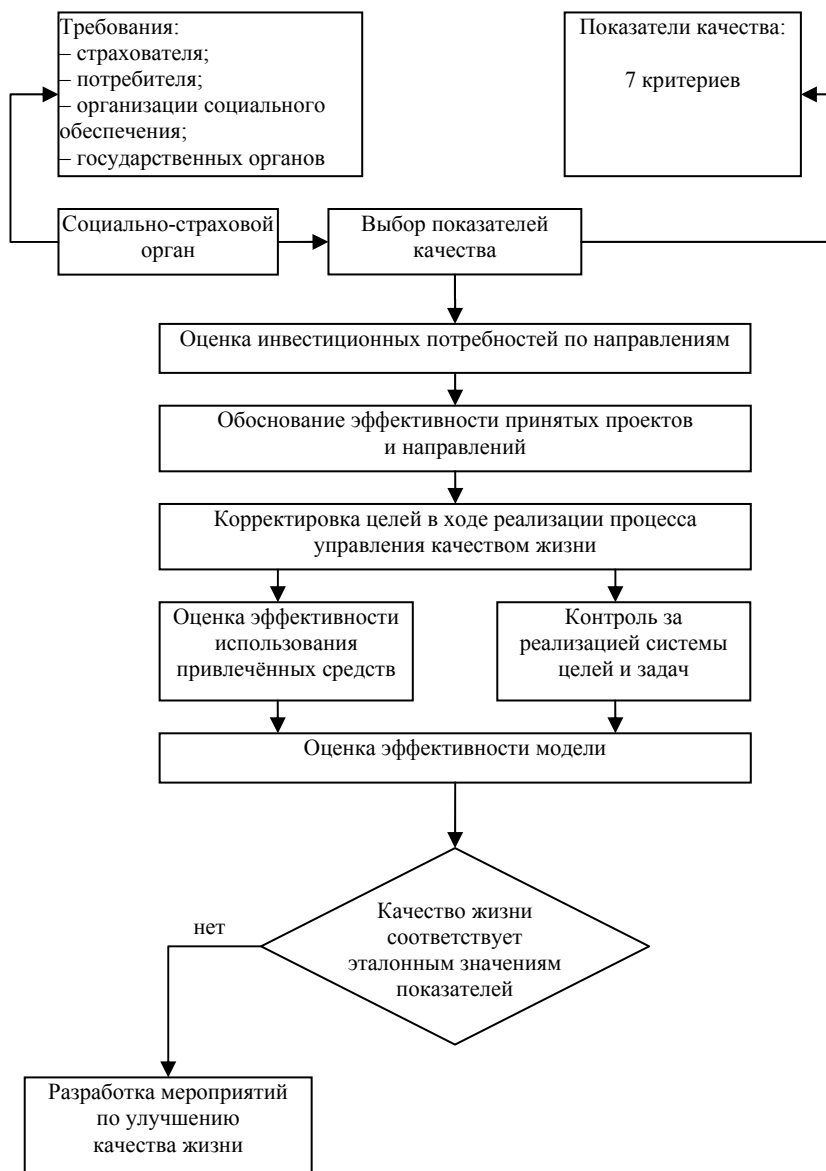 Требования:
– страхователя;
– потребителя;
– организации социального
обеспечения;
– государственных органов
Показатели качества:
7 критериев
Социально-страховой
орган
Выбор показателей
качества
Оценка инвестиционных потребностей по направлениям
Обоснование эффективности принятых проектов
и направлений
Корректировка целей в ходе реализации процесса
управления качеством жизни
Оценка эффективности
использования
привлечённых средств
Контроль за
реализацией системы
целей и задач
Оценка эффективности модели
Качество жизни
соответствует
эталонным значениям
показателей
нет
Разработка мероприятий
по улучшению
качества жизни